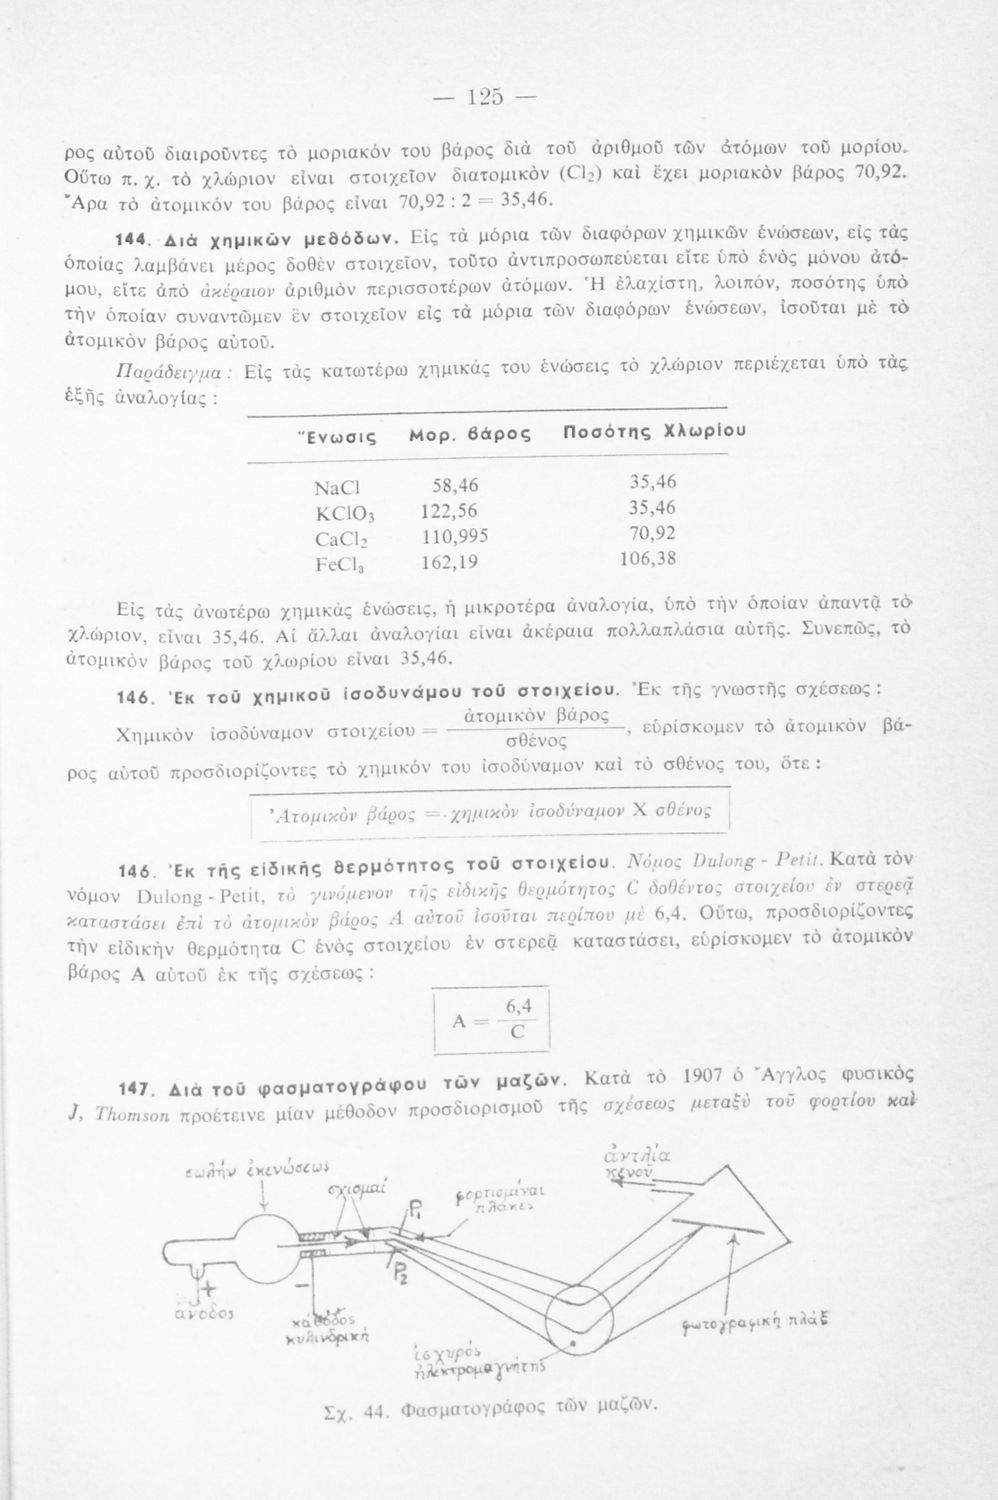 — 125 —
ρος αὐτοῦ διαιροῦντες τὸ μοριακόν του βάρος διὰ τοῦ ἀριθμοῦ τῶν ἀτόμων τοῦ μορίου.
Οὕτω π. χ. τὸ χλώριον εἶναι στοιχεῖον διατομικὸν (Cl₂) καὶ ἔχει μοριακὸν βάρος 70,92.
Ἄρα τὸ ἀτομικόν του βάρος εἶναι 70,92 : 2 = 35,46.
144. Διὰ χημικῶν μεθόδων. Εἰς τὰ μόρια τῶν διαφόρων χημικῶν ἑνώσεων, εἰς τὰς
ὁποίας λαμβάνει μέρος δοθὲν στοιχεῖον, τοῦτο ἀντιπροσωπεύεται εἴτε ὑπὸ ἑνὸς μόνου ἀτό-
μου, εἴτε ἀπὸ ἀκέραιον ἀριθμὸν περισσοτέρων ἀτόμων. Ἡ ἐλαχίστη, λοιπόν, ποσότης ὑπὸ
τὴν ὁποίαν συναντῶμεν ἓν στοιχεῖον εἰς τὰ μόρια τῶν διαφόρων ἑνώσεων, ἰσοῦται μὲ τὸ
ἀτομικὸν βάρος αὐτοῦ.
Παράδειγμα : Εἰς τὰς κατωτέρω χημικάς του ἑνώσεις τὸ χλώριον περιέχεται ὑπὸ τὰς
ἑξῆς ἀναλογίας :
Ἕνωσις Μορ. βάρος Ποσότης Χλωρίου
NaCl 58,46 35,46
KClO₃ 122,56 35,46
CaCl₂ 110,995 70,92
FeCl₃ 162,19 106,38
Εἰς τὰς ἀνωτέρω χημικὰς ἑνώσεις, ἡ μικροτέρα ἀναλογία, ὑπὸ τὴν ὁποίαν ἀπαντᾷ τὸ
χλώριον, εἶναι 35,46. Αἱ ἄλλαι ἀναλογίαι εἶναι ἀκέραια πολλαπλάσια αὐτῆς. Συνεπῶς, τὸ
ἀτομικὸν βάρος τοῦ χλωρίου εἶναι 35,46.
146. Ἐκ τοῦ χημικοῦ ἰσοδυνάμου τοῦ στοιχείου. Ἐκ τῆς γνωστῆς σχέσεως :
Χημικὸν ἰσοδύναμον στοιχείου = ἀτομικὸν βάρος / σθένος, εὑρίσκομεν τὸ ἀτομικὸν βά-
ρος αὐτοῦ προσδιορίζοντες τὸ χημικόν του ἰσοδύναμον καὶ τὸ σθένος του, ὅτε :
Ἀτομικὸν βάρος = χημικὸν ἰσοδύναμον Χ σθένος
146. Ἐκ τῆς εἰδικῆς θερμότητος τοῦ στοιχείου. Νόμος Dulong - Petit. Κατὰ τὸν
νόμον Dulong - Petit, τὸ γινόμενον τῆς εἰδικῆς θερμότητος C δοθέντος στοιχείου ἐν στερεᾷ
καταστάσει ἐπὶ τὸ ἀτομικὸν βάρος A αὐτοῦ ἰσοῦται περίπου μὲ 6,4. Οὕτω, προσδιορίζοντες
τὴν εἰδικὴν θερμότητα C ἑνὸς στοιχείου ἐν στερεᾷ καταστάσει, εὑρίσκομεν τὸ ἀτομικὸν
βάρος A αὐτοῦ ἐκ τῆς σχέσεως :
A = 6,4 / C
147. Διὰ τοῦ φασματογράφου τῶν μαζῶν. Κατὰ τὸ 1907 ὁ Ἄγγλος φυσικὸς
J, Thomson προέτεινε μίαν μέθοδον προσδιορισμοῦ τῆς σχέσεως μεταξὺ τοῦ φορτίου καὶ
ἀντλία
κενοῦ
σωλὴν ἐκενώσεως
σχισμαί
P₁
φορτισμέναι
πλάκες
P₂
+
–
ἄνοδος
κάθοδος
κυλινδρική
ἰσχυρός
ἠλεκτρομαγνήτης
φωτογραφικὴ πλάξ
Σχ. 44. Φασματογράφος τῶν μαζῶν.